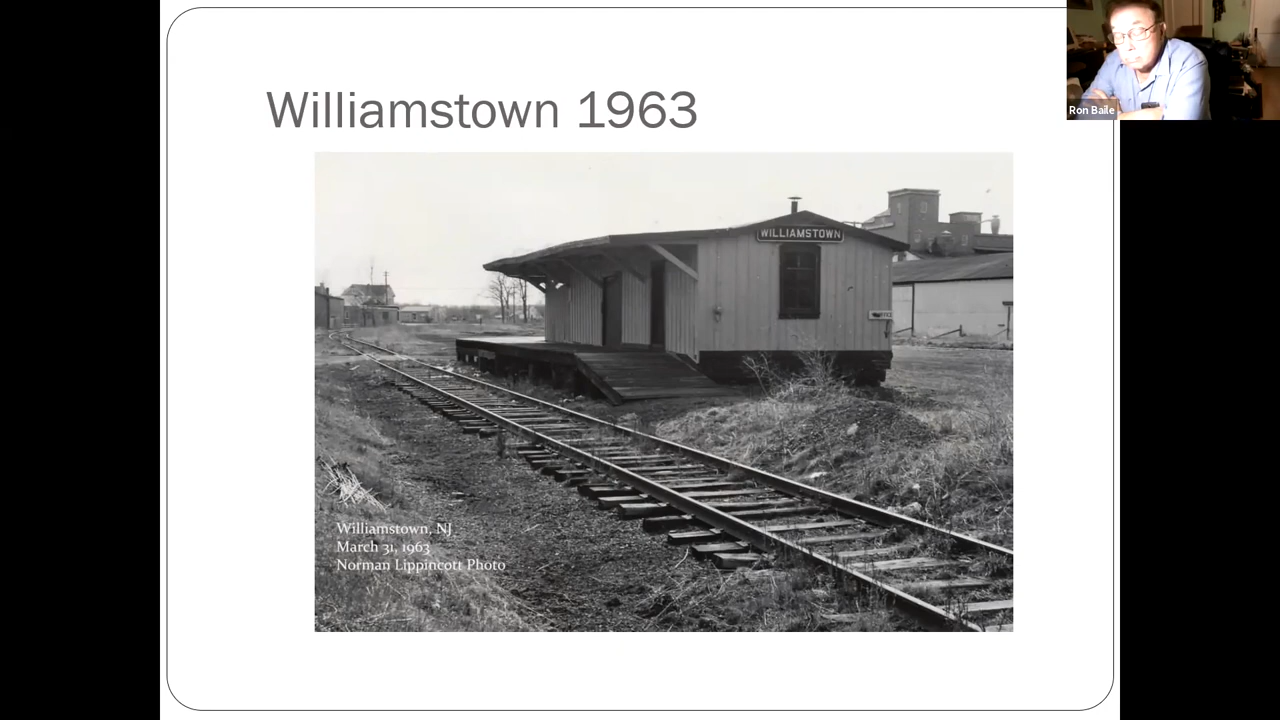 Williamstown 1963
Ron Baile
WILLIAMSTOWN
Williamstown, NJ
March 31, 1963
Norman Lippincott Photo